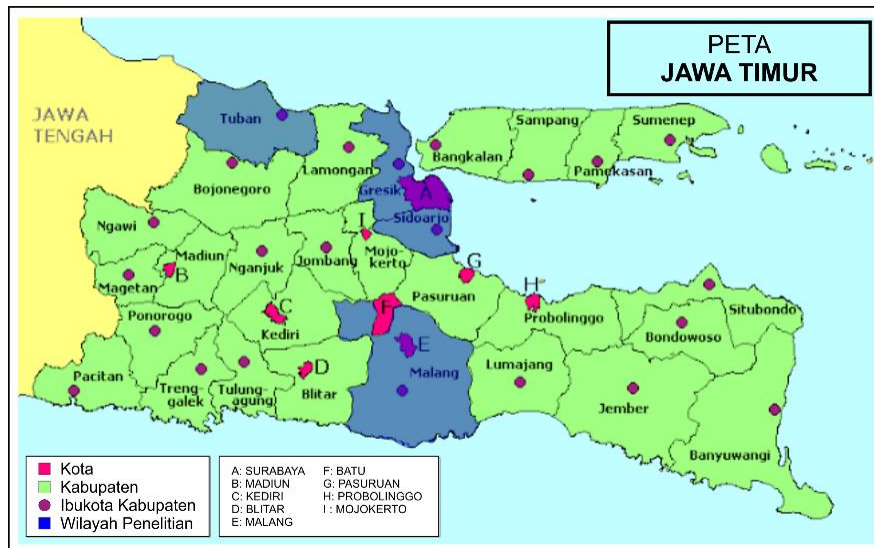 PETA
JAWA TIMUR
JAWA
TENGAH
Tuban
Lamongan
Bojonegoro
Gresik
A
Sidoarjo
Bangkalan
Sampang
Pamekasan
Sumenep
Ngawi
Madiun
B
Magetan
Nganjuk
Jombang
I
Mojo-
kerto
Ponorogo
C
Kediri
F
G
Pasuruan
H
Probolinggo
Situbondo
Bondowoso
Pacitan
Treng-
galek
Tulung-
agung
D
Blitar
E
Malang
Lumajang
Jember
Banyuwangi
Kota
Kabupaten
Ibukota Kabupaten
Wilayah Penelitian
A: SURABAYA
B: MADIUN
C: KEDIRI
D: BLITAR
E: MALANG
F: BATU
G: PASURUAN
H: PROBOLINGGO
I : MOJOKERTO